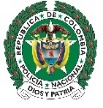 REPUBLICA DE COLOMBIA
POLICIA NACIONAL
DIOS Y PATRIA